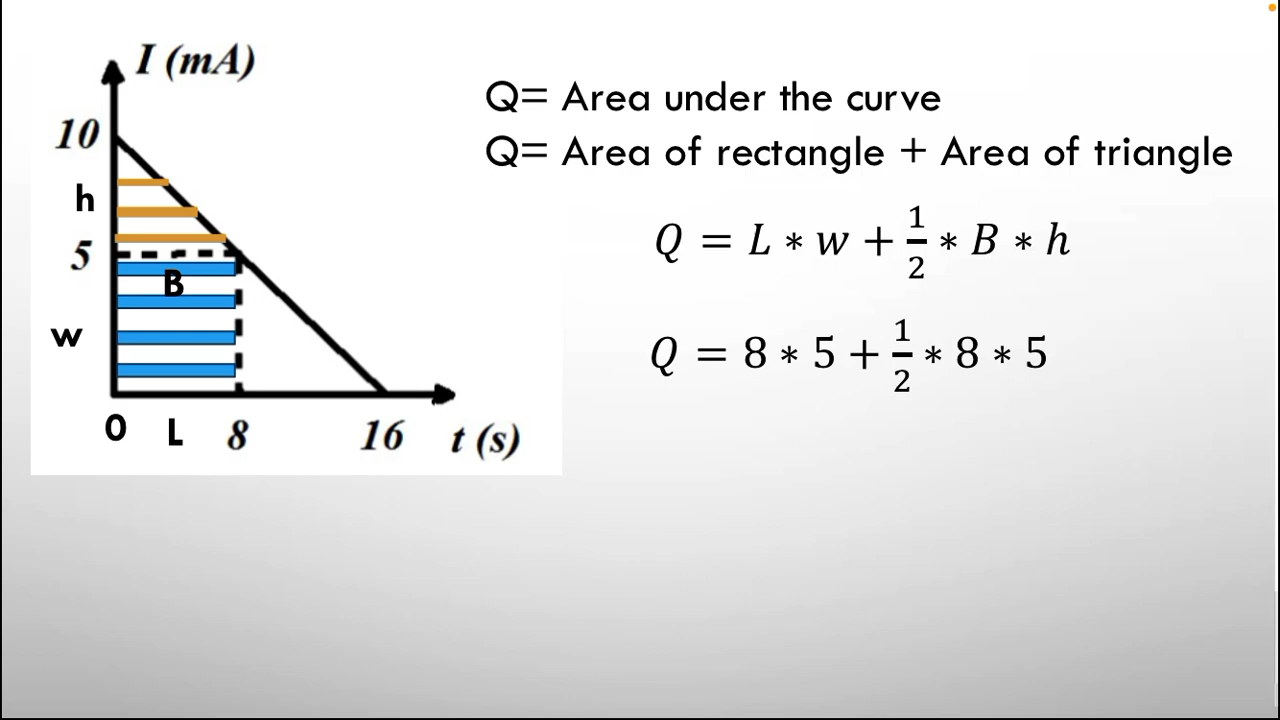 I (mA)
Q= Area under the curve
10
Q= Area of rectangle + Area of triangle
h
Q = L * w + 1/2 * B * h
5
B
w
Q = 8 * 5 + 1/2 * 8 * 5
0 L 8 16 t (s)